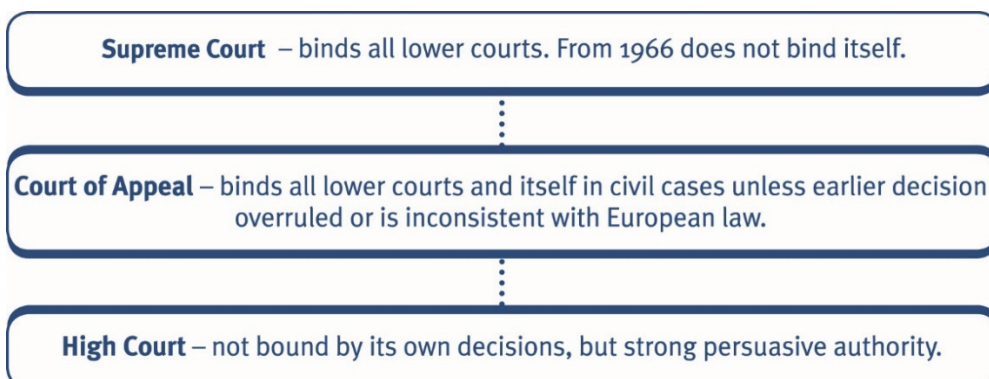 Supreme Court – binds all lower courts. From 1966 does not bind itself.
Court of Appeal – binds all lower courts and itself in civil cases unless earlier decision
overruled or is inconsistent with European law.
High Court – not bound by its own decisions, but strong persuasive authority.